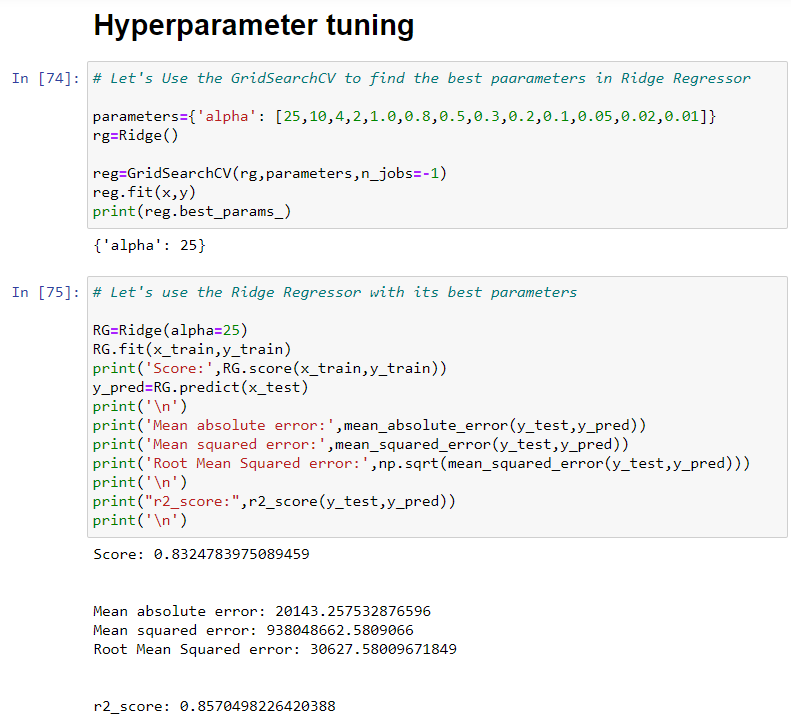 Hyperparameter tuning
In [74]: # Let's Use the GridSearchCV to find the best paarameters in Ridge Regressor
parameters={'alpha': [25,10,4,2,1.0,0.8,0.5,0.3,0.2,0.1,0.05,0.02,0.01]}
rg=Ridge()
reg=GridSearchCV(rg,parameters,n_jobs=-1)
reg.fit(x,y)
print(reg.best_params_)
{'alpha': 25}
In [75]: # Let's use the Ridge Regressor with its best parameters
RG=Ridge(alpha=25)
RG.fit(x_train,y_train)
print('Score:',RG.score(x_train,y_train))
y_pred=RG.predict(x_test)
print('\n')
print('Mean absolute error:',mean_absolute_error(y_test,y_pred))
print('Mean squared error:',mean_squared_error(y_test,y_pred))
print('Root Mean Squared error:',np.sqrt(mean_squared_error(y_test,y_pred)))
print('\n')
print("r2_score:",r2_score(y_test,y_pred))
print('\n')
Score: 0.8324783975089459
Mean absolute error: 20143.257532876596
Mean squared error: 938048662.5809066
Root Mean Squared error: 30627.58009671849
r2_score: 0.8570498226420388